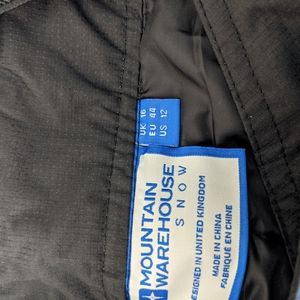 UK 16
EU 44
US 12
MOUNTAIN
WAREHOUSE
SNOW
DESIGNED IN UNITED KINGDOM
MADE IN CHINA
FABRIQUÉ EN CHINE